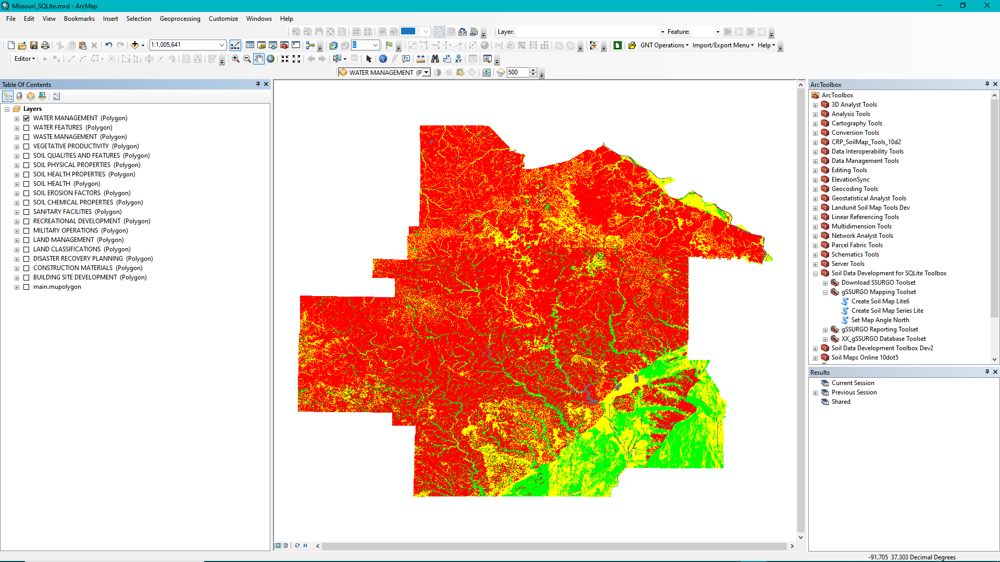 Missouri_SQLite.mxd - ArcMap
File Edit View Bookmarks Insert Selection Geoprocessing Customize Windows Help
100% Layer: Feature:
1:1,005,641 0 GNT Operations Import/Export Menu Help
Editor
WATER MANAGEMENT (P 500
Table Of Contents
Layers
WATER MANAGEMENT (Polygon)
WATER FEATURES (Polygon)
WASTE MANAGEMENT (Polygon)
VEGETATIVE PRODUCTIVITY (Polygon)
SOIL QUALITIES AND FEATURES (Polygon)
SOIL PHYSICAL PROPERTIES (Polygon)
SOIL HEALTH PROPERTIES (Polygon)
SOIL HEALTH (Polygon)
SOIL EROSION FACTORS (Polygon)
SOIL CHEMICAL PROPERTIES (Polygon)
SANITARY FACILITIES (Polygon)
RECREATIONAL DEVELOPMENT (Polygon)
MILITARY OPERATIONS (Polygon)
LAND MANAGEMENT (Polygon)
LAND CLASSIFICATIONS (Polygon)
DISASTER RECOVERY PLANNING (Polygon)
CONSTRUCTION MATERIALS (Polygon)
BUILDING SITE DEVELOPMENT (Polygon)
main.mupolygon
ArcToolbox
ArcToolbox
3D Analyst Tools
Analysis Tools
Cartography Tools
Conversion Tools
CRP_SoilMap_Tools_10d2
Data Interoperability Tools
Data Management Tools
Editing Tools
ElevationSync
Geocoding Tools
Geostatistical Analyst Tools
Landunit Soil Map Tools Dev
Linear Referencing Tools
Multidimension Tools
Network Analyst Tools
Parcel Fabric Tools
Schematics Tools
Server Tools
Soil Data Development for SQLite Toolbox
Download SSURGO Toolset
gSSURGO Mapping Toolset
Create Soil Map Lite6
Create Soil Map Series Lite
Set Map Angle North
gSSURGO Reporting Toolset
XX_gSSURGO Database Toolset
Soil Data Development Toolbox Dev2
Soil Maps Online 10dot5
Results
Current Session
Previous Session
Shared
-91.705 37.303 Decimal Degrees